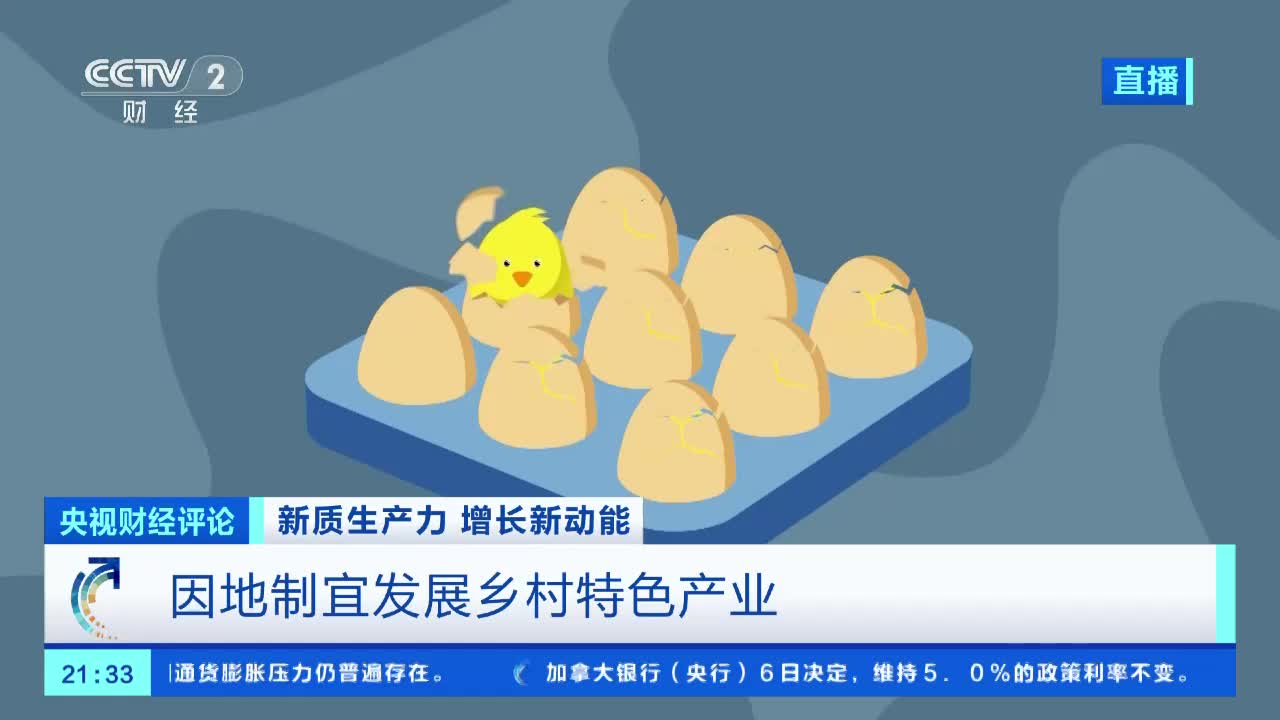 CCTV 2
财 经
直播
央视财经评论
新质生产力 增长新动能
因地制宜发展乡村特色产业
21:33
通货膨胀压力仍普遍存在。 加拿大银行（央行）6日决定，维持5．0%的政策利率不变。